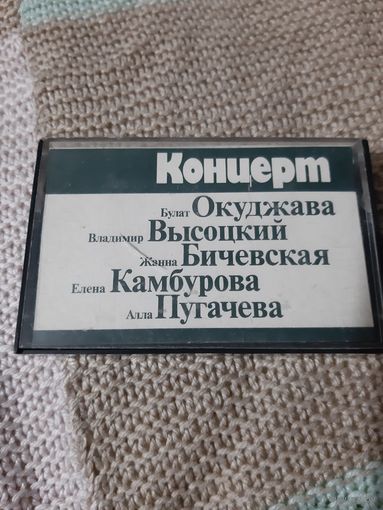 Концерт
Булат Окуджава
Владимир Высоцкий
Жанна Бичевская
Елена Камбурова
Алла Пугачева